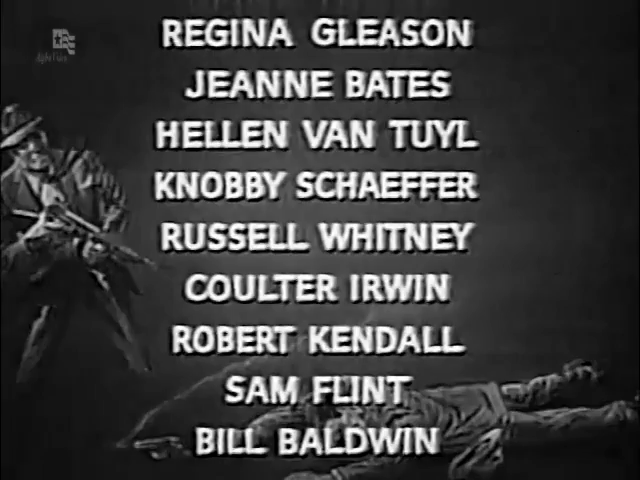 REGINA GLEASON
JEANNE BATES
HELLEN VAN TUYL
KNOBBY SCHAEFFER
RUSSELL WHITNEY
COULTER IRWIN
ROBERT KENDALL
SAM FLINT
BILL BALDWIN